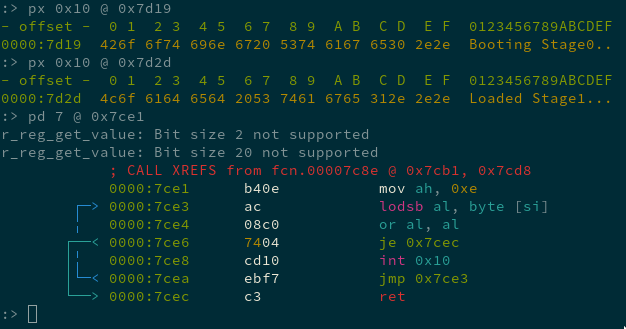 :> px 0x10 @ 0x7d19
- offset -   0 1  2 3  4 5  6 7  8 9  A B  C D  E F  0123456789ABCDEF
0000:7d19  426f 6f74 696e 6720 5374 6167 6530 2e2e  Booting Stage0..
:> px 0x10 @ 0x7d2d
- offset -   0 1  2 3  4 5  6 7  8 9  A B  C D  E F  0123456789ABCDEF
0000:7d2d  4c6f 6164 6564 2053 7461 6765 312e 2e2e  Loaded Stage1...
:> pd 7 @ 0x7ce1
r_reg_get_value: Bit size 2 not supported
r_reg_get_value: Bit size 20 not supported
; CALL XREFS from fcn.00007c8e @ 0x7cb1, 0x7cd8
0000:7ce1      b40e           mov ah, 0xe
0000:7ce3      ac             lodsb al, byte [si]
0000:7ce4      08c0           or al, al
0000:7ce6      7404           je 0x7cec
0000:7ce8      cd10           int 0x10
0000:7cea      ebf7           jmp 0x7ce3
0000:7cec      c3             ret
:>